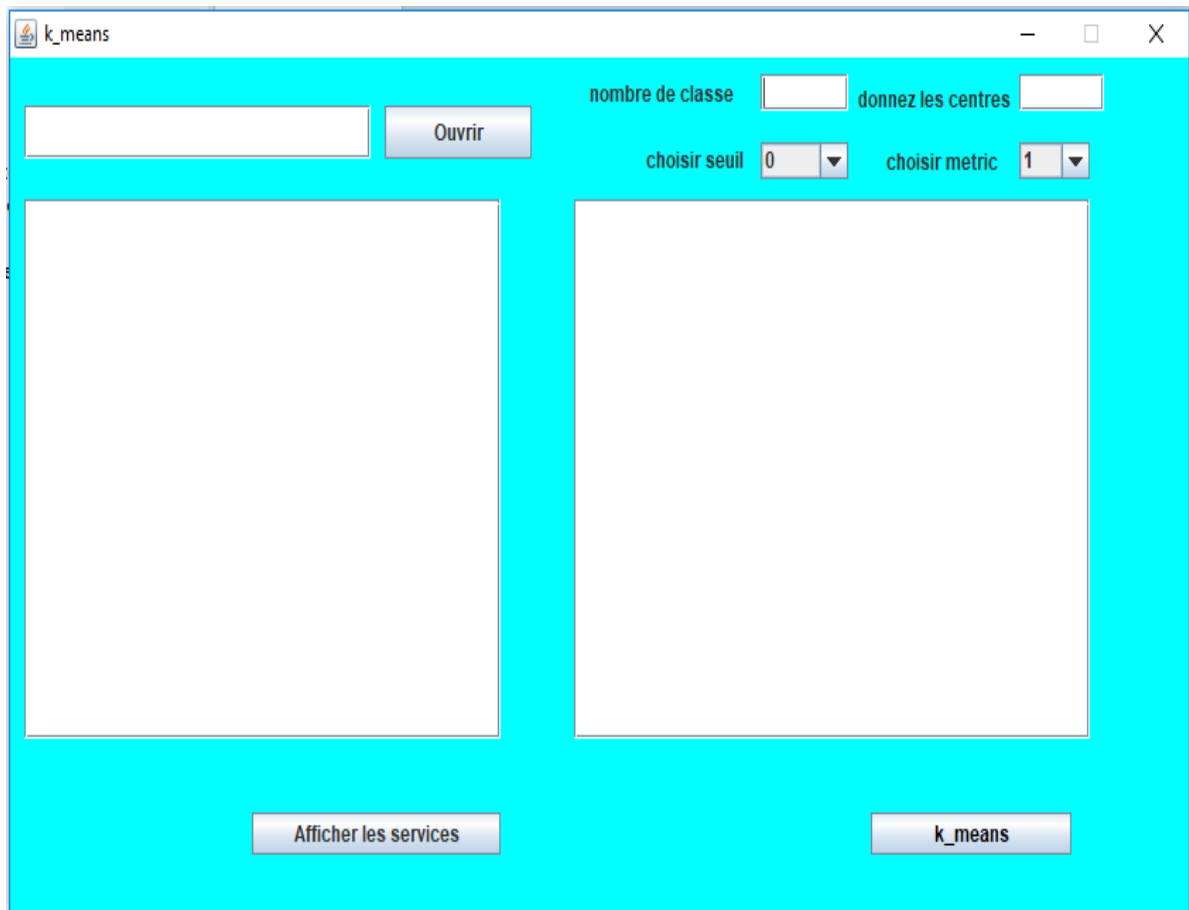 k_means
nombre de classe
donnez les centres
Ouvrir
choisir seuil 0
choisir metric 1
Afficher les services
k_means